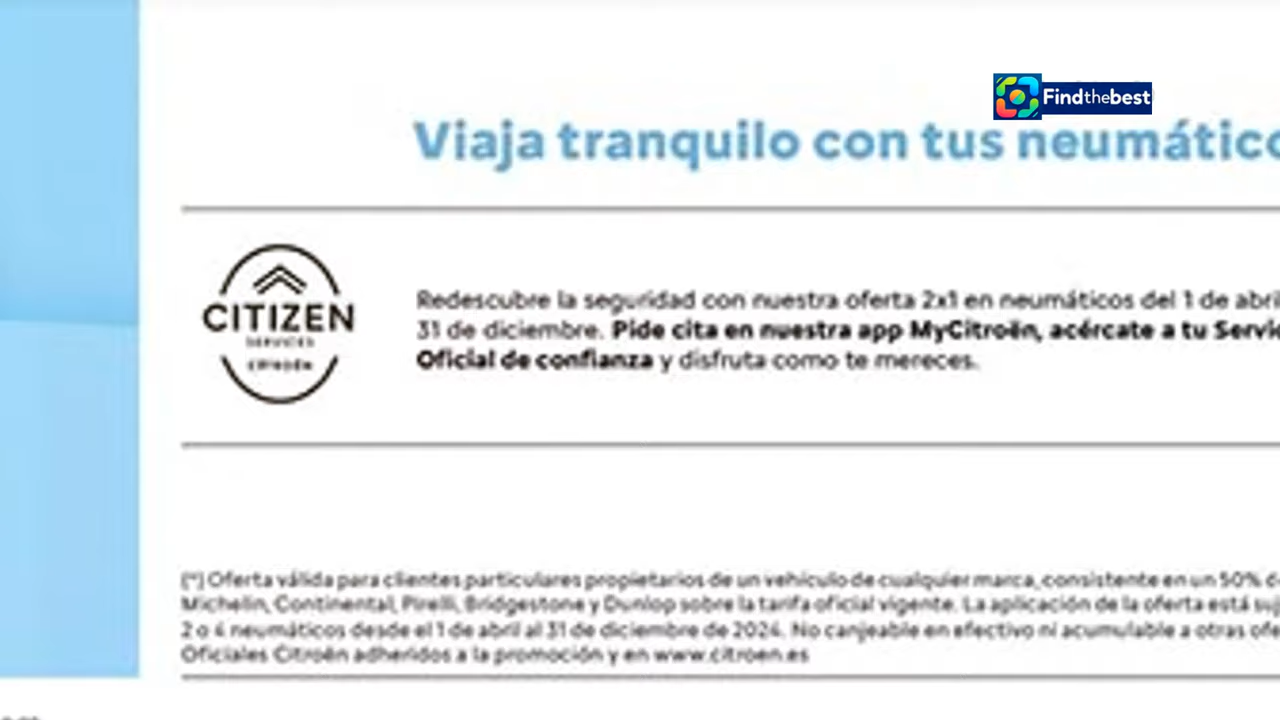 Findthebest
Viaja tranquilo con tus neumático
CITIZEN
SERVICES
CITROËN
Redescubre la seguridad con nuestra oferta 2x1 en neumáticos del 1 de abril
31 de diciembre. Pide cita en nuestra app MyCitroën, acércate a tu Servi
Oficial de confianza y disfruta como te mereces.
(*) Oferta válida para clientes particulares propietarios de un vehículo de cualquier marca, consistente en un 50% d
Michelin, Continental, Pirelli, Bridgestone y Dunlop sobre la tarifa oficial vigente. La aplicación de la oferta está suj
2 o 4 neumáticos desde el 1 de abril al 31 de diciembre de 2024. No canjeable en efectivo ni acumulable a otras ofe
Oficiales Citroën adheridos a la promoción y en www.citroen.es